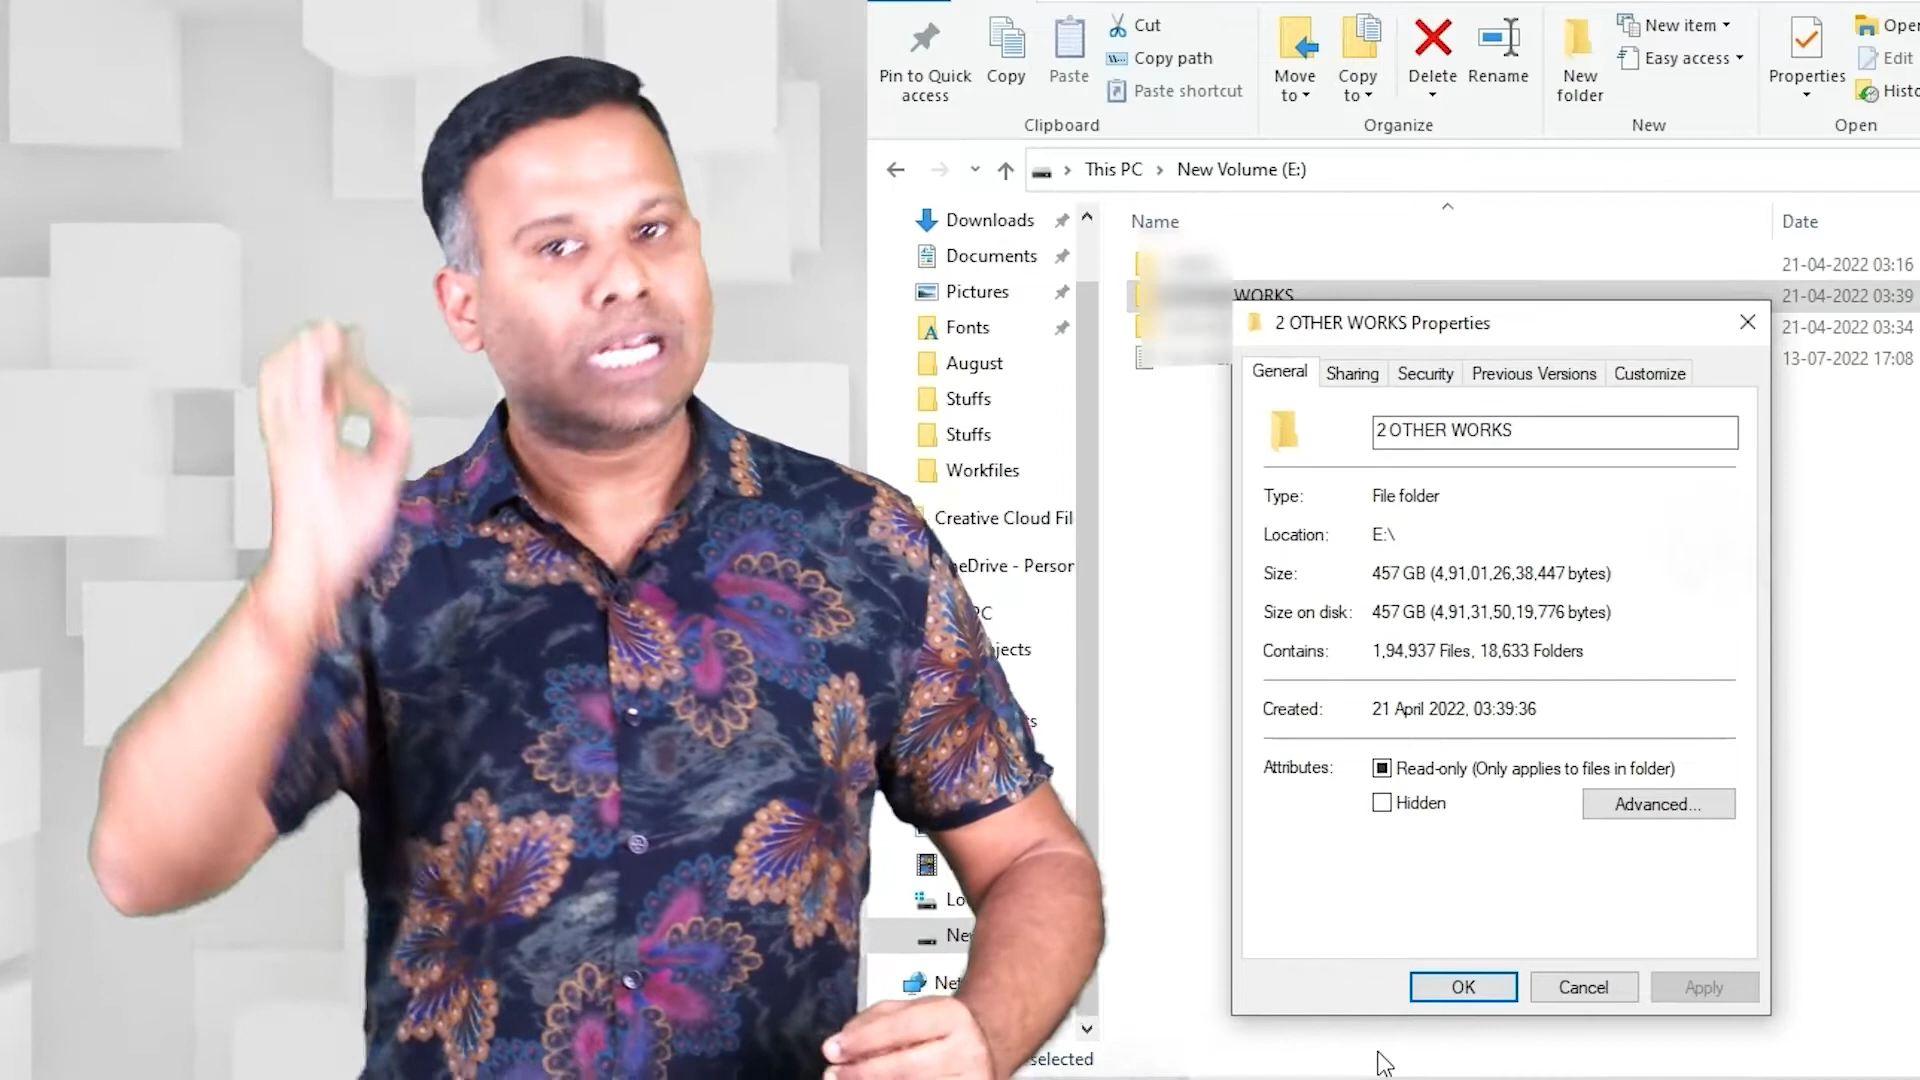 Pin to Quick access
Copy
Paste
Cut
Copy path
Paste shortcut
Clipboard
Move to
Copy to
Delete
Rename
Organize
New folder
New item
Easy access
New
Properties
Edit
Open
This PC
New Volume (E:)
Name
Date
Downloads
Documents
Pictures
Fonts
August
Stuffs
Stuffs
Workfiles
Creative Cloud Fil
neDrive - Person
PC
jects
selected
21-04-2022 03:16
WORKS
21-04-2022 03:39
21-04-2022 03:34
13-07-2022 17:08
2 OTHER WORKS Properties
General
Sharing
Security
Previous Versions
Customize
2 OTHER WORKS
Type: File folder
Location: E:\
Size: 457 GB (4,91,01,26,38,447 bytes)
Size on disk: 457 GB (4,91,31,50,19,776 bytes)
Contains: 1,94,937 Files, 18,633 Folders
Created: 21 April 2022, 03:39:36
Attributes: Read-only (Only applies to files in folder)
Hidden
Advanced...
OK
Cancel
Apply